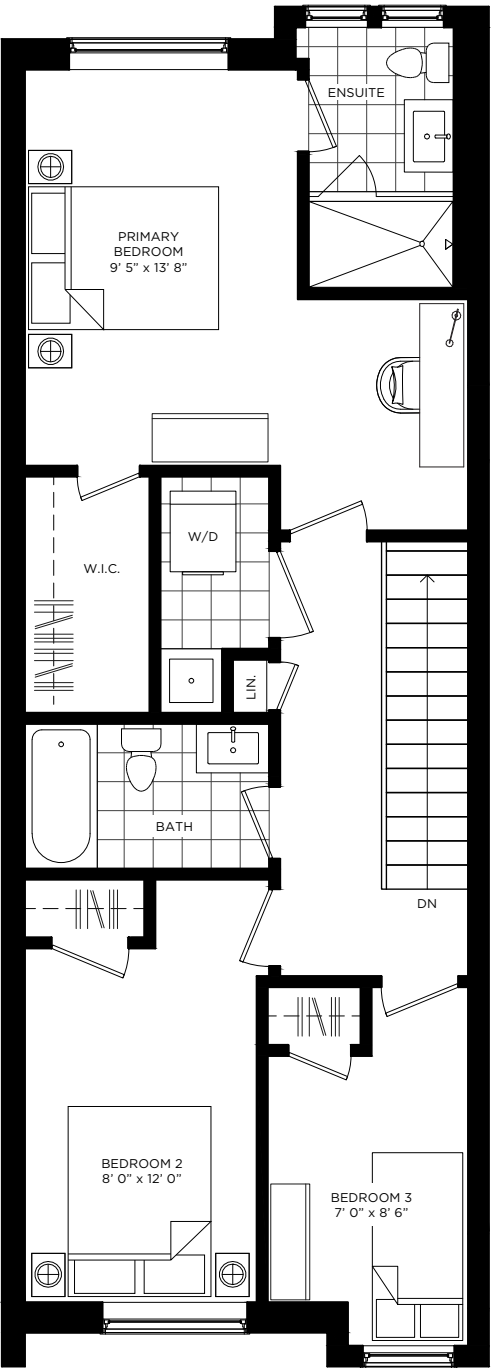 ENSUITE
PRIMARY
BEDROOM
9' 5" x 13' 8"
W/D
W.I.C.
LIN.
BATH
DN
BEDROOM 2
8' 0" x 12' 0"
BEDROOM 3
7' 0" x 8' 6"